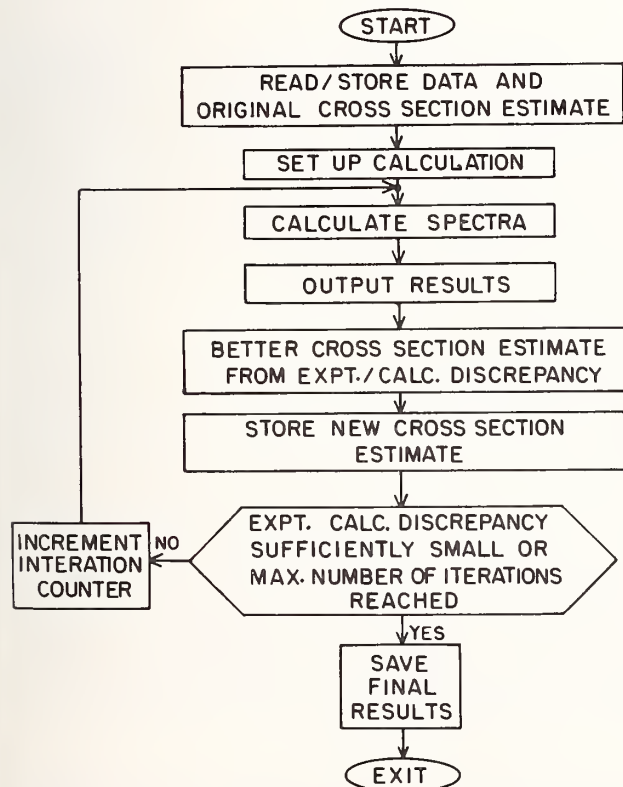 START
READ/STORE DATA AND
ORIGINAL CROSS SECTION ESTIMATE
SET UP CALCULATION
CALCULATE SPECTRA
OUTPUT RESULTS
BETTER CROSS SECTION ESTIMATE
FROM EXPT./CALC. DISCREPANCY
STORE NEW CROSS SECTION
ESTIMATE
EXPT. CALC. DISCREPANCY
SUFFICIENTLY SMALL OR
MAX. NUMBER OF ITERATIONS
REACHED
NO
INCREMENT
INTERATION
COUNTER
YES
SAVE
FINAL
RESULTS
EXIT